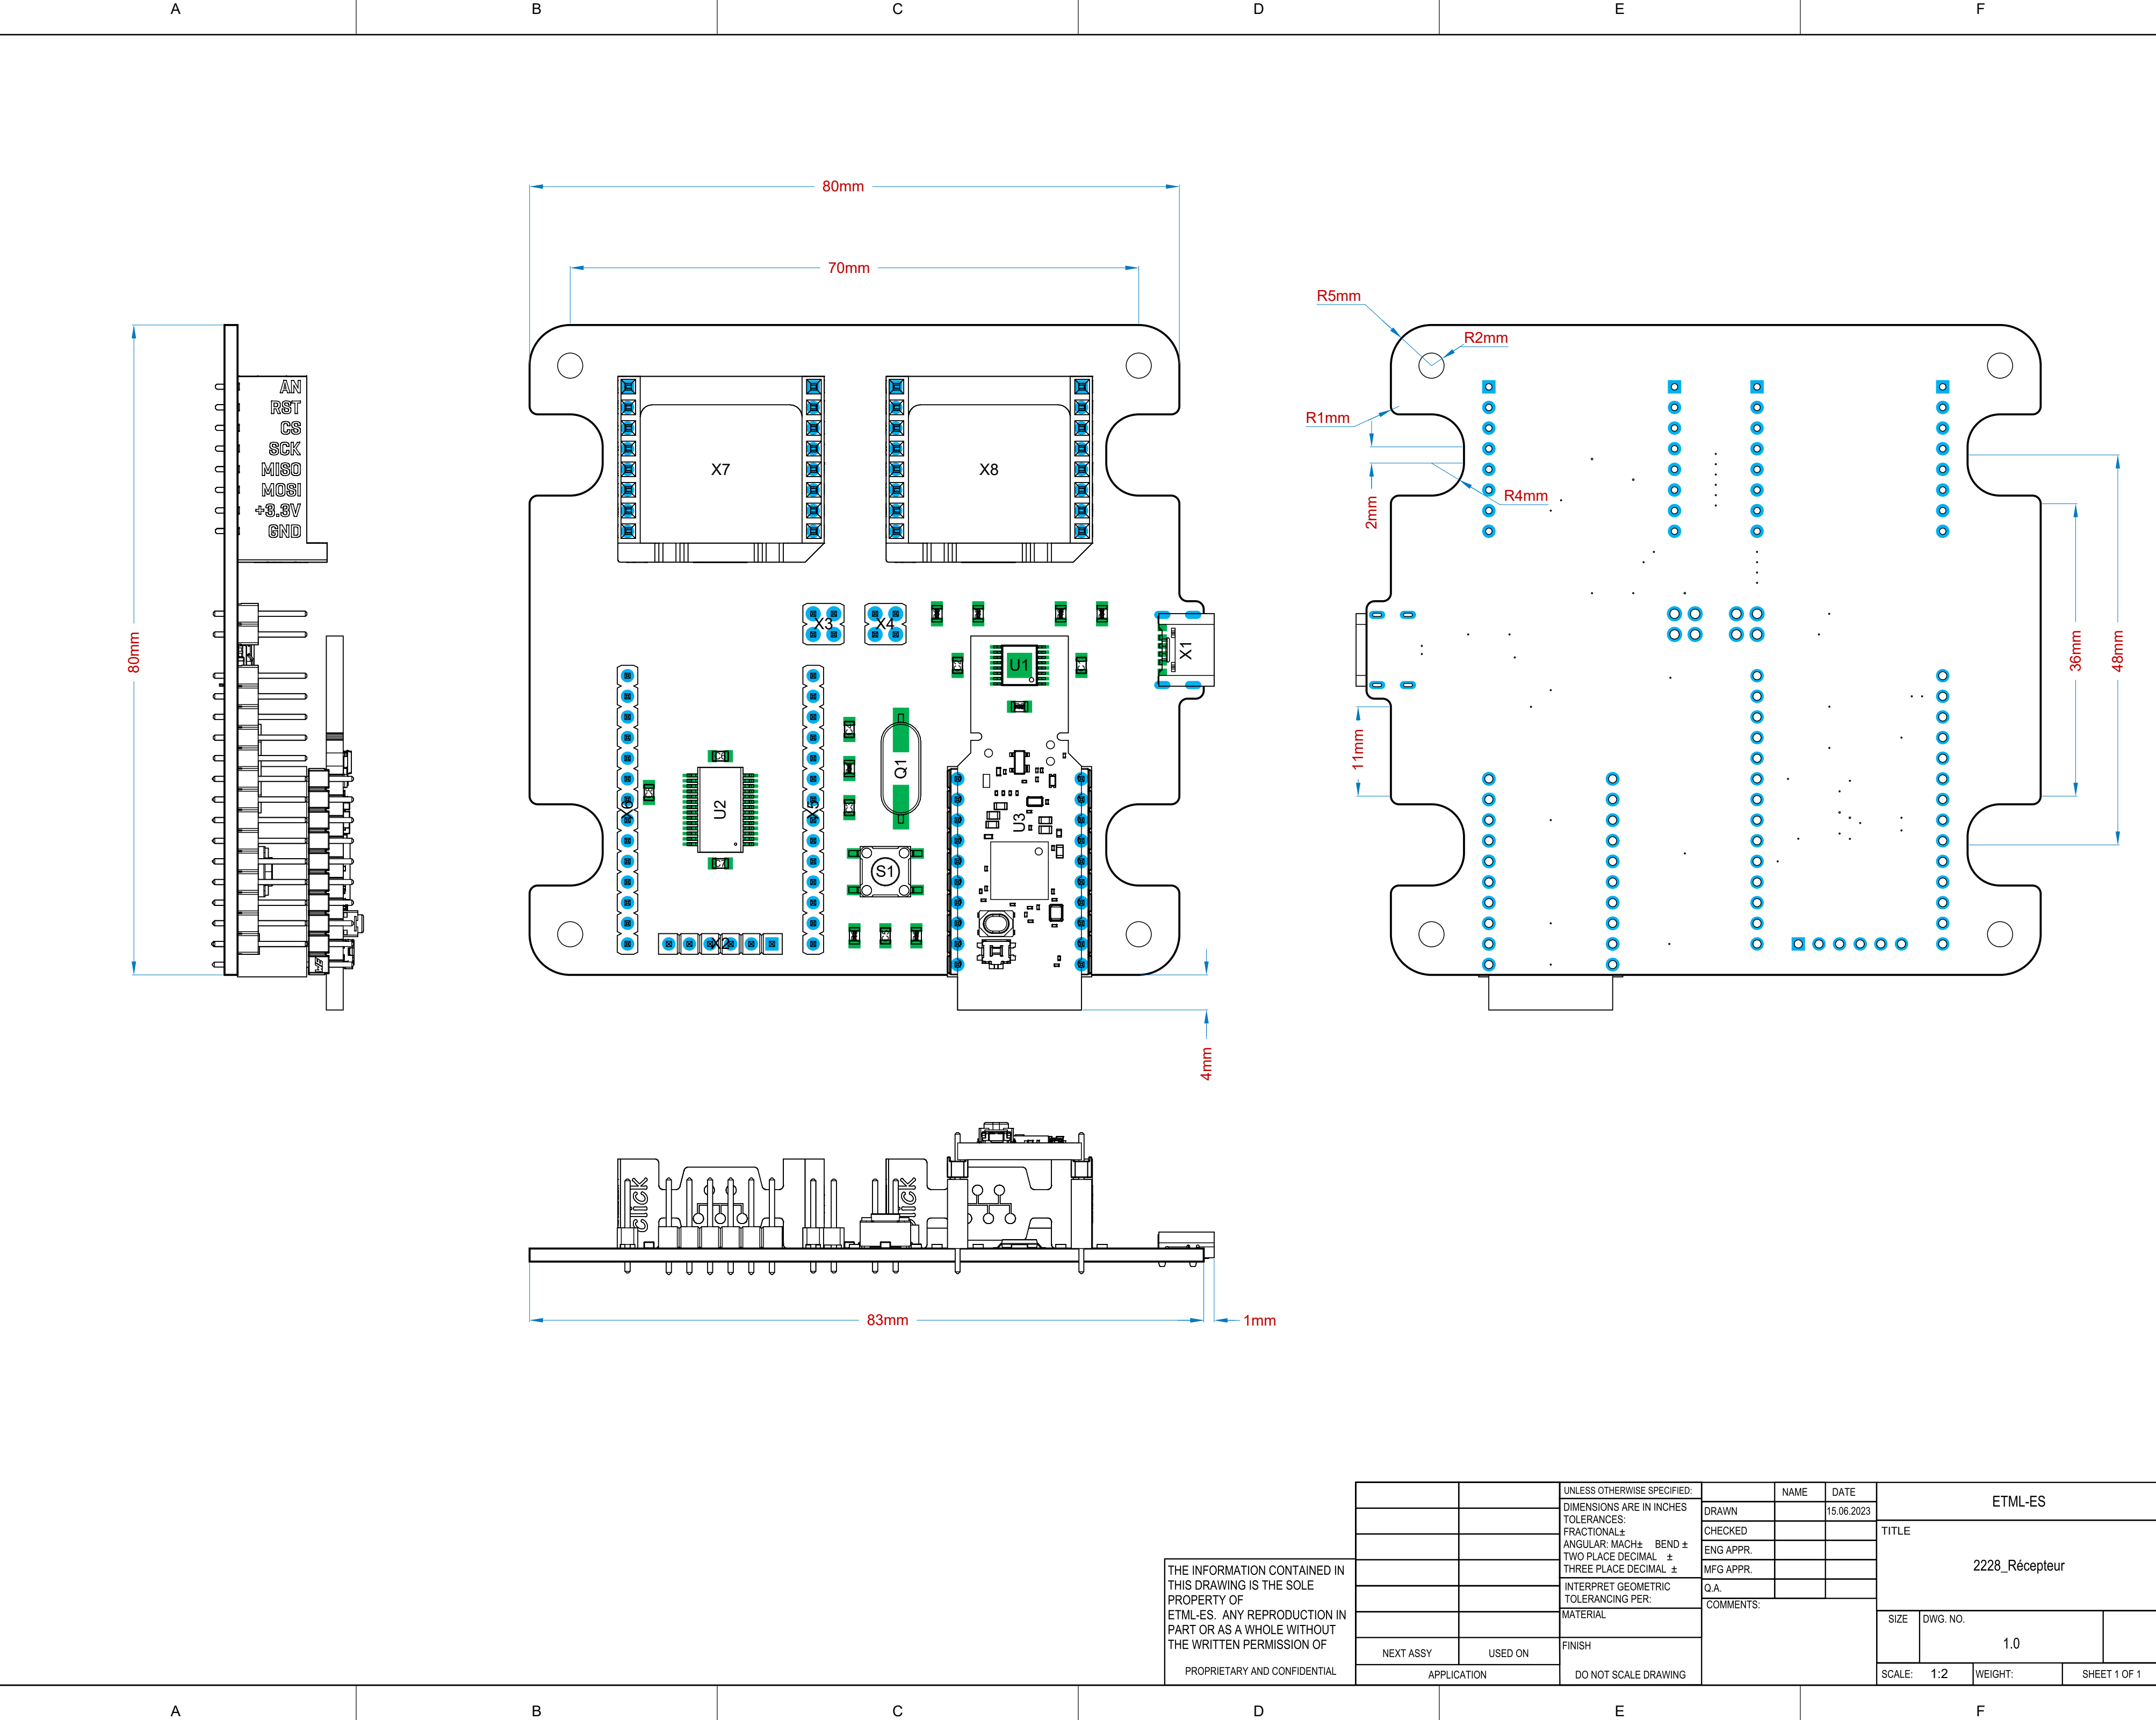 A B C D E F
80mm
70mm
R5mm
R2mm
R1mm
R4mm
2mm
80mm
AN
RST
CS
SCK
MISO
MOSI
+3.3V
GND
X7
X8
X3
X4
X1
U1
U2
Q1
U3
S1
X2
11mm
36mm
48mm
4mm
CLICK
83mm
1mm
THE INFORMATION CONTAINED IN
THIS DRAWING IS THE SOLE
PROPERTY OF
ETML-ES. ANY REPRODUCTION IN
PART OR AS A WHOLE WITHOUT
THE WRITTEN PERMISSION OF
PROPRIETARY AND CONFIDENTIAL
NEXT ASSY
USED ON
APPLICATION
UNLESS OTHERWISE SPECIFIED:
DIMENSIONS ARE IN INCHES
TOLERANCES:
FRACTIONAL±
ANGULAR: MACH± BEND ±
TWO PLACE DECIMAL ±
THREE PLACE DECIMAL ±
INTERPRET GEOMETRIC
TOLERANCING PER:
MATERIAL
FINISH
DO NOT SCALE DRAWING
NAME
DATE
DRAWN
15.06.2023
CHECKED
ENG APPR.
MFG APPR.
Q.A.
COMMENTS:
ETML-ES
TITLE
2228_Récepteur
SIZE
DWG. NO.
1.0
SCALE: 1:2
WEIGHT:
SHEET 1 OF 1
A B C D E F